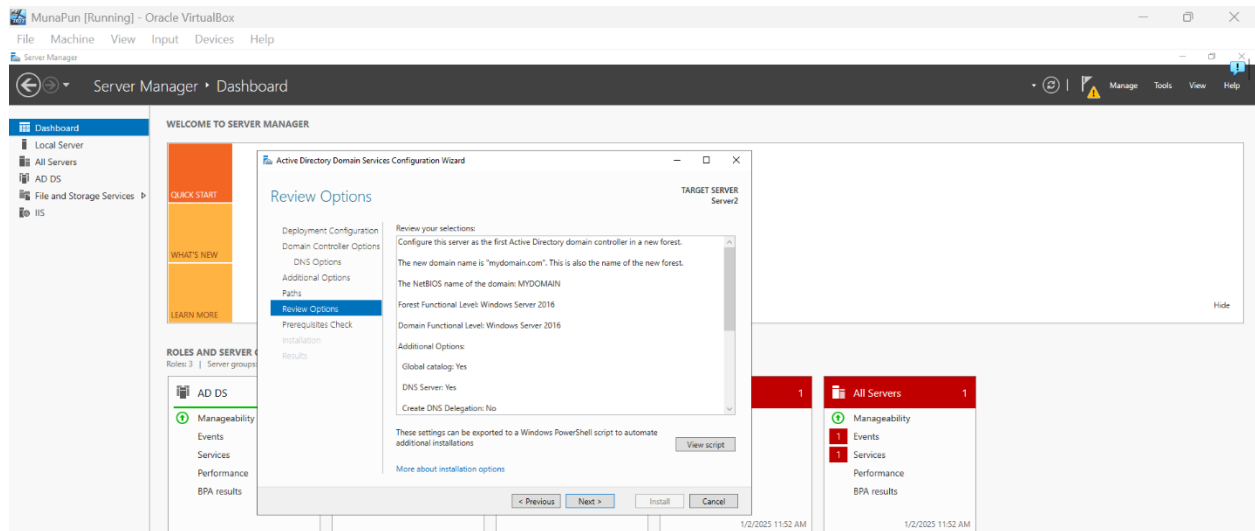 MunaPun [Running] - Oracle VirtualBox
File Machine View Input Devices Help
Server Manager
Server Manager • Dashboard
Manage Tools View Help
Dashboard
Local Server
All Servers
AD DS
File and Storage Services
IIS
WELCOME TO SERVER MANAGER
QUICK START
WHAT'S NEW
LEARN MORE
Hide
Active Directory Domain Services Configuration Wizard
Review Options
TARGET SERVER
Server2
Deployment Configuration
Domain Controller Options
DNS Options
Additional Options
Paths
Review Options
Prerequisites Check
Installation
Results
Review your selections:
Configure this server as the first Active Directory domain controller in a new forest.
The new domain name is "mydomain.com". This is also the name of the new forest.
The NetBIOS name of the domain: MYDOMAIN
Forest Functional Level: Windows Server 2016
Domain Functional Level: Windows Server 2016
Additional Options:
Global catalog: Yes
DNS Server: Yes
Create DNS Delegation: No
These settings can be exported to a Windows PowerShell script to automate
additional installations
View script
More about installation options
< Previous Next > Install Cancel
ROLES AND SERVER
Roles: 3 | Server groups:
AD DS
Manageability
Events
Services
Performance
BPA results
1
1/2/2025 11:52 AM
All Servers 1
Manageability
1 Events
1 Services
Performance
BPA results
1/2/2025 11:52 AM